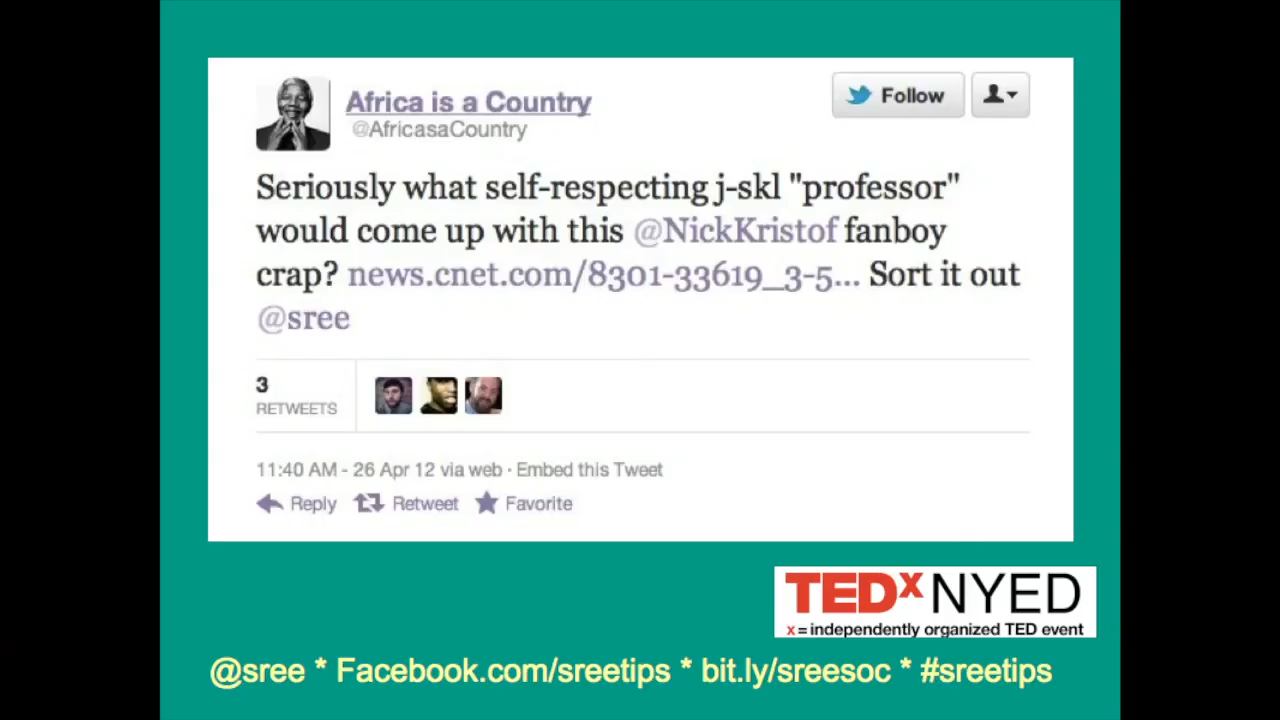 Africa is a Country
@AfricasaCountry
Follow
Seriously what self-respecting j-skl "professor"
would come up with this @NickKristof fanboy
crap? news.cnet.com/8301-33619_3-5... Sort it out
@sree
3
RETWEETS
11:40 AM - 26 Apr 12 via web · Embed this Tweet
Reply Retweet Favorite
TEDx NYED
x = independently organized TED event
@sree * Facebook.com/sreetips * bit.ly/sreesoc * #sreetips